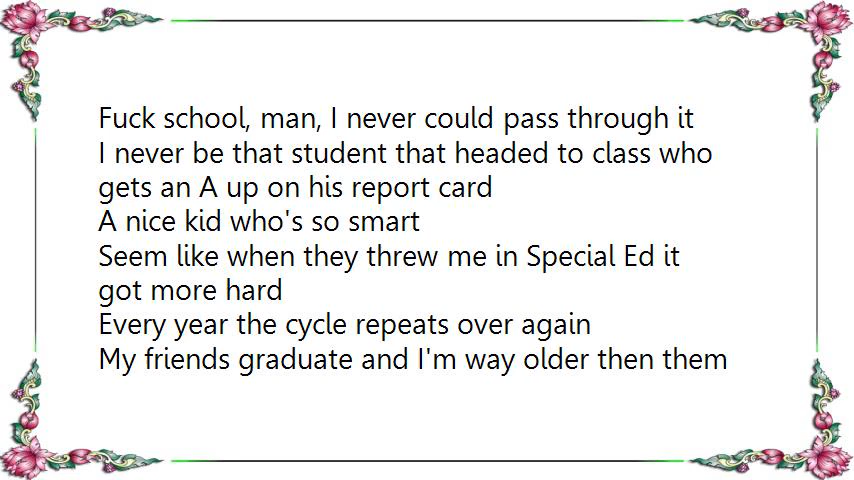 Fuck school, man, I never could pass through it
I never be that student that headed to class who
gets an A up on his report card
A nice kid who's so smart
Seem like when they threw me in Special Ed it
got more hard
Every year the cycle repeats over again
My friends graduate and I'm way older then them